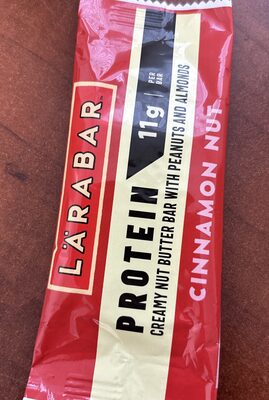 LÄRABAR
PROTEIN
11g PER BAR
CREAMY NUT BUTTER BAR WITH PEANUTS AND ALMONDS
CINNAMON NUT